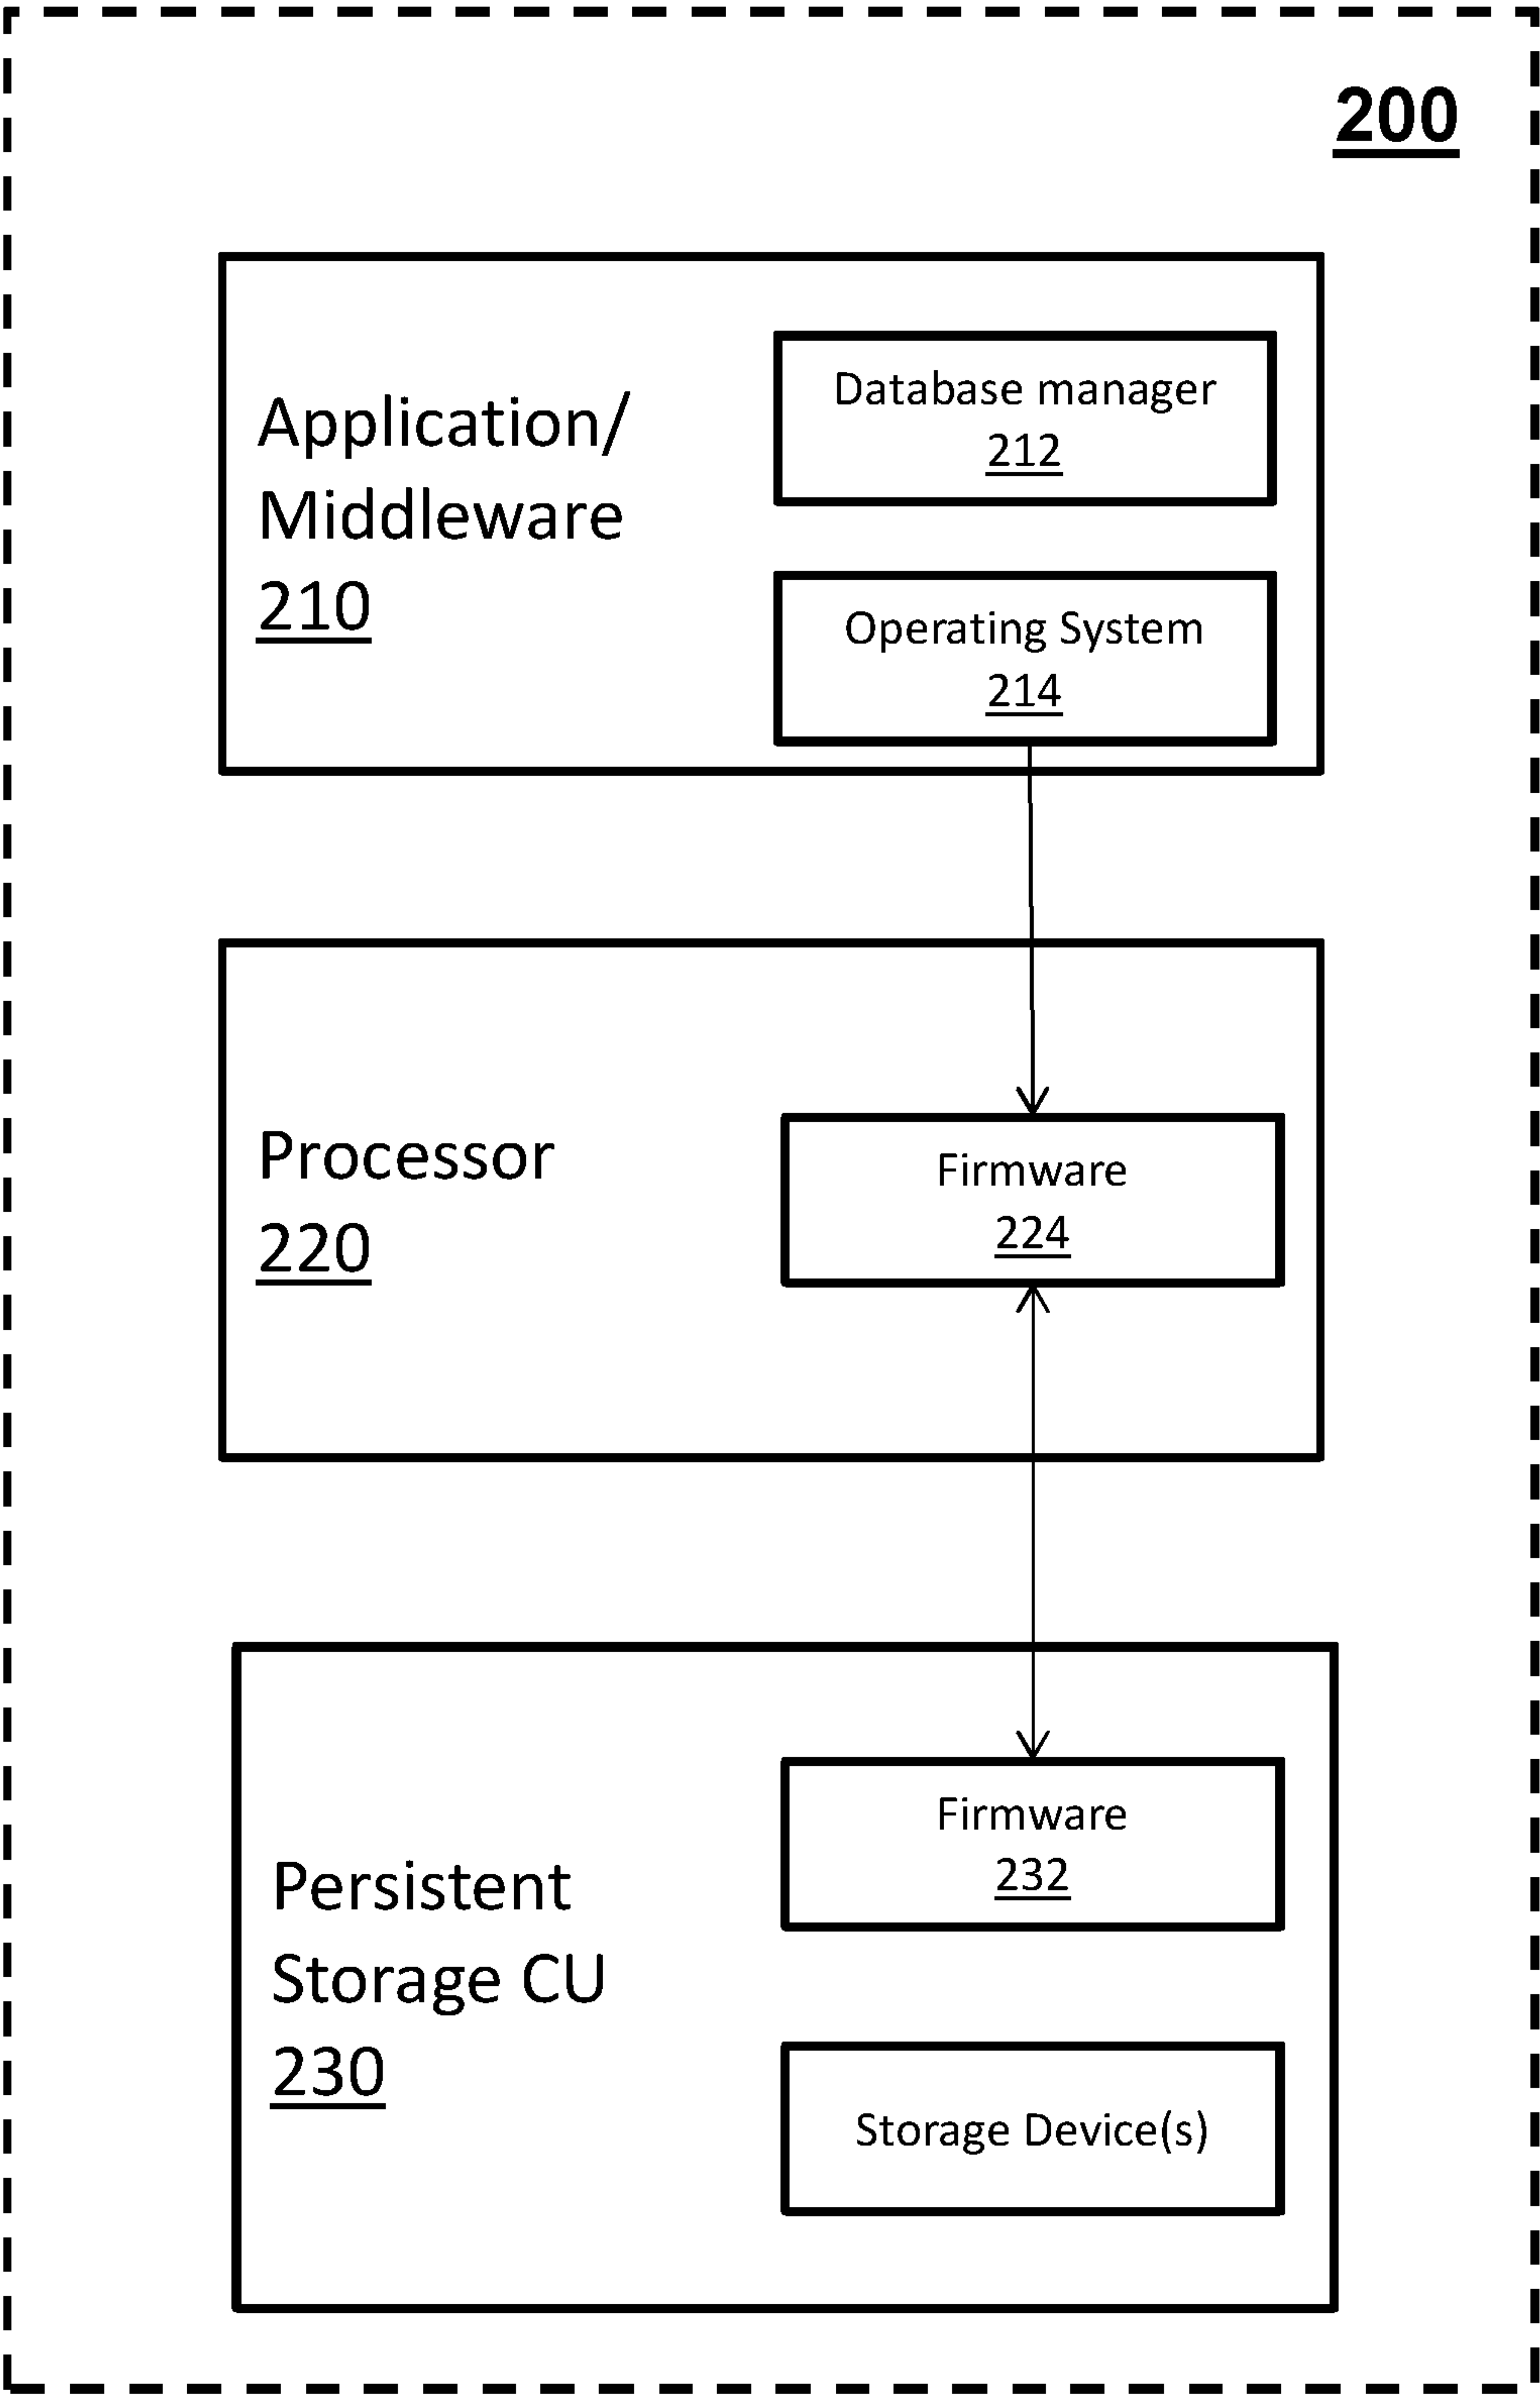 200
Application/
Middleware
210
Database manager
212
Operating System
214
Processor
220
Firmware
224
Persistent
Storage CU
230
Firmware
232
Storage Device(s)